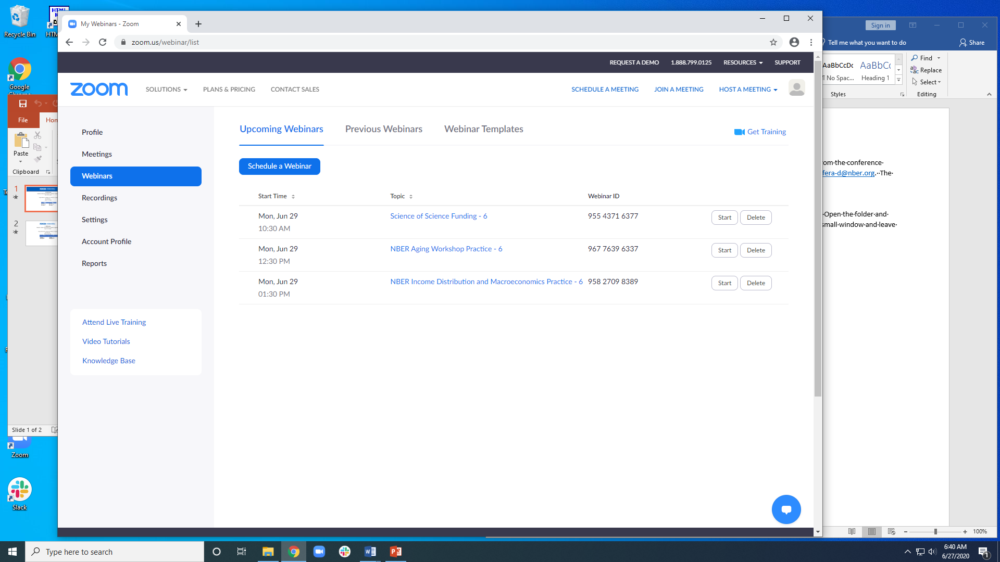 Recycle Bin
HTM
Google
Chrome
Zoom
Slack
File
Hom
Paste
Clipboard
1
2
Slide 1 of 2
My Webinars - Zoom
zoom.us/webinar/list
REQUEST A DEMO 1.888.799.0125 RESOURCES SUPPORT
zoom SOLUTIONS PLANS & PRICING CONTACT SALES SCHEDULE A MEETING JOIN A MEETING HOST A MEETING
Profile
Meetings
Webinars
Recordings
Settings
Account Profile
Reports
Attend Live Training
Video Tutorials
Knowledge Base
Upcoming Webinars Previous Webinars Webinar Templates Get Training
Schedule a Webinar
Start Time Topic Webinar ID
Mon, Jun 29 Science of Science Funding - 6 955 4371 6377 Start Delete
10:30 AM
Mon, Jun 29 NBER Aging Workshop Practice - 6 967 7639 6337 Start Delete
12:30 PM
Mon, Jun 29 NBER Income Distribution and Macroeconomics Practice - 6 958 2709 8389 Start Delete
01:30 PM
Sign in
Tell me what you want to do Share
AaBbCcDc AaBbCc
¶ No Spac... Heading 1
Styles
Find
Replace
Select
Editing
om·the·conference·
fera-d@nber.org.··The·
·Open·the·folder·and·
small·window·and·leave·
100%
Type here to search
6:40 AM
6/27/2020
1